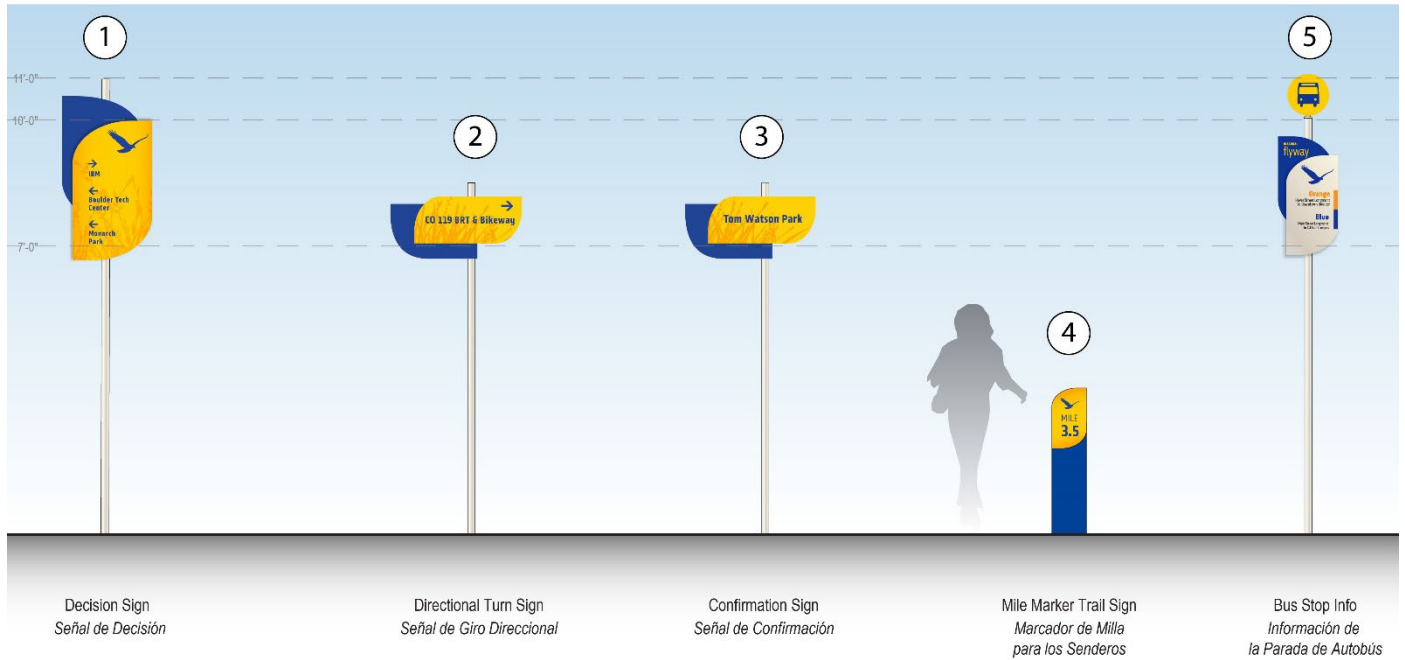 1
5
11'-0"
10'-0"
2
3
→
IBM
←
Boulder Tech
Center
←
Monarch
Park
→
CO 119 BRT & Bikeway
Tom Watson Park
flyway
Orange
Blue
7'-0"
4
MILE
3.5
Decision Sign
Señal de Decisión
Directional Turn Sign
Señal de Giro Direccional
Confirmation Sign
Señal de Confirmación
Mile Marker Trail Sign
Marcador de Milla
para los Senderos
Bus Stop Info
Información de
la Parada de Autobús